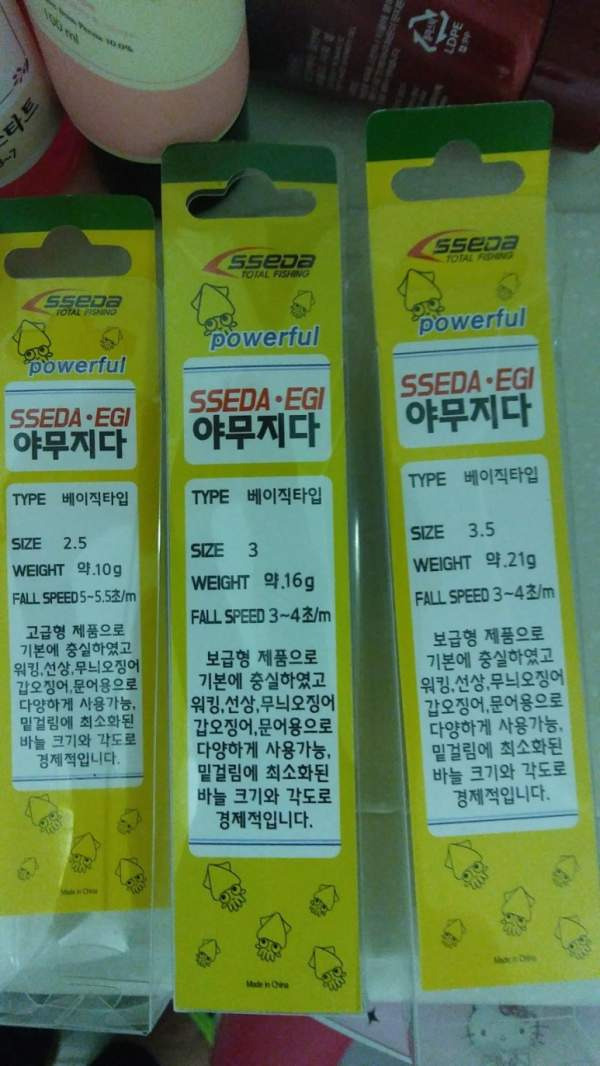 100 ml
스타트
LDPE
SSeDa
TOTAL FISHING
powerful
SSEDA·EGI
야무지다
TYPE 베이직타입
SIZE 2.5
WEIGHT 약.10g
FALL SPEED 5~5.5초/m
고급형 제품으로
기본에 충실하였고
워킹,선상,무늬오징어
갑오징어,문어용으로
다양하게 사용가능,
밑걸림에 최소화된
바늘 크기와 각도로
경제적입니다.
Made in China
SSeDa
TOTAL FISHING
powerful
SSEDA·EGI
야무지다
TYPE 베이직타입
SIZE 3
WEIGHT 약.16g
FALL SPEED 3~4초/m
보급형 제품으로
기본에 충실하였고
워킹,선상,무늬오징어
갑오징어,문어용으로
다양하게 사용가능,
밑걸림에 최소화된
바늘 크기와 각도로
경제적입니다.
Made in China
SSeDa
TOTAL FISHING
powerful
SSEDA·EGI
야무지다
TYPE 베이직타입
SIZE 3.5
WEIGHT 약.21g
FALL SPEED 3~4초/m
보급형 제품으로
기본에 충실하였고
워킹,선상,무늬오징어
갑오징어,문어용으로
다양하게 사용가능,
밑걸림에 최소화된
바늘 크기와 각도로
경제적입니다.
Made in China